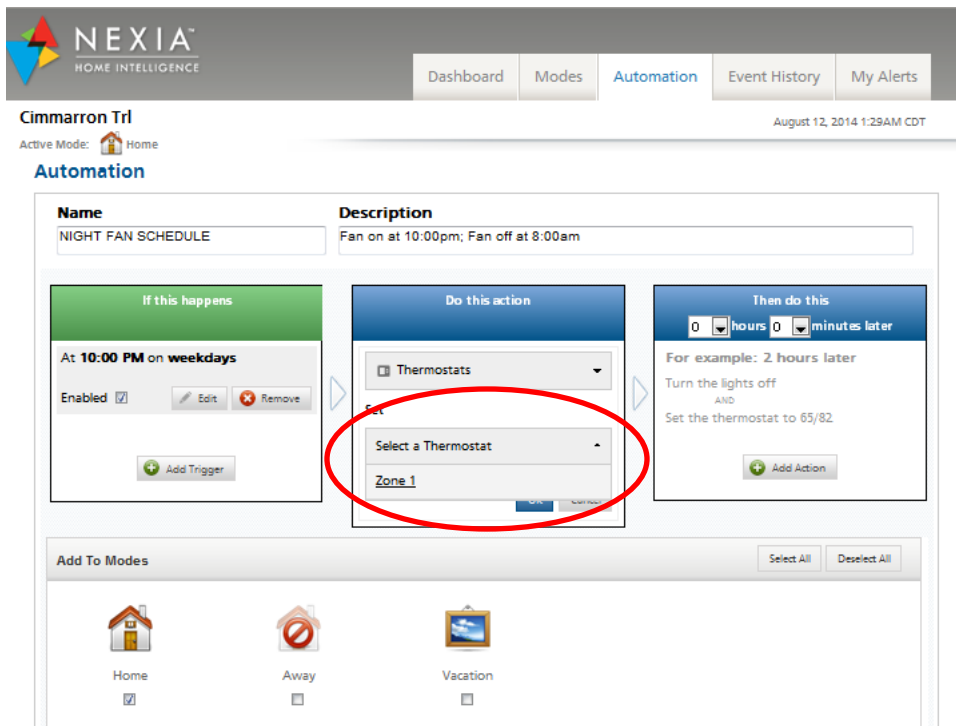 NEXIA™
HOME INTELLIGENCE
Dashboard Modes Automation Event History My Alerts
Cimmarron Trl
August 12, 2014 1:29AM CDT
Active Mode: Home
Automation
Name Description
NIGHT FAN SCHEDULE Fan on at 10:00pm; Fan off at 8:00am
If this happens
At 10:00 PM on weekdays
Enabled Edit Remove
Add Trigger
Do this action
Thermostats
Set
Select a Thermostat
Zone 1
OK Cancel
Then do this
0 hours 0 minutes later
For example: 2 hours later
Turn the lights off
AND
Set the thermostat to 65/82
Add Action
Add To Modes Select All Deselect All
Home Away Vacation